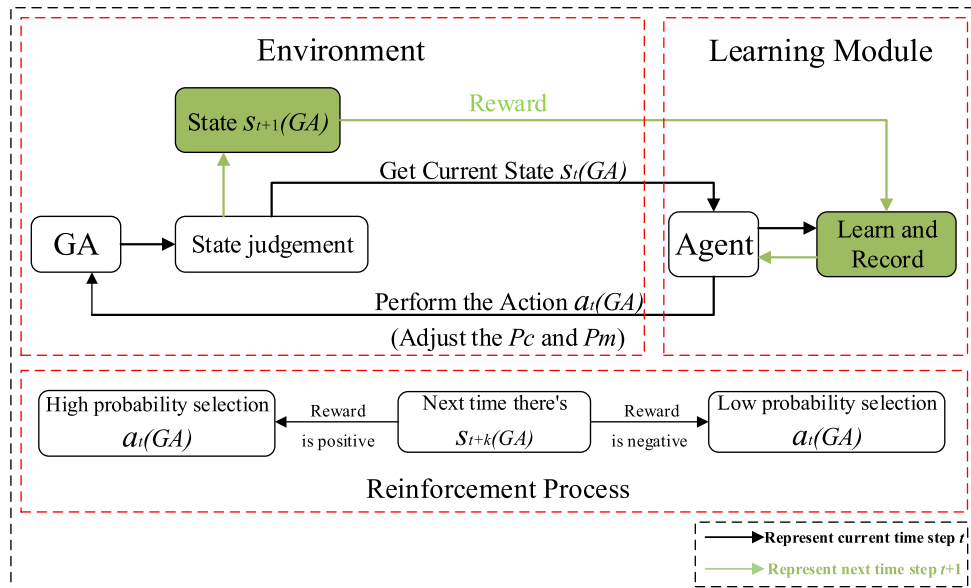 Environment
Learning Module
State st+1(GA)
Reward
Get Current State st(GA)
GA
State judgement
Agent
Learn and
Record
Perform the Action at(GA)
(Adjust the Pc and Pm)
High probability selection
at(GA)
Reward
is positive
Next time there's
st+k(GA)
Reward
is negative
Low probability selection
at(GA)
Reinforcement Process
Represent current time step t
Represent next time step t+1